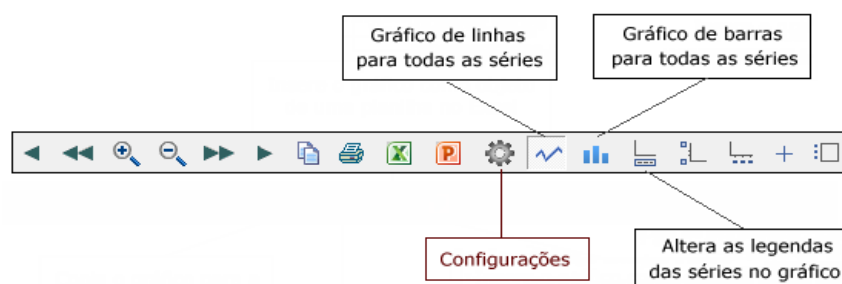 Gráfico de linhas
para todas as séries
Gráfico de barras
para todas as séries
X
P
Configurações
Altera as legendas
das séries no gráfico